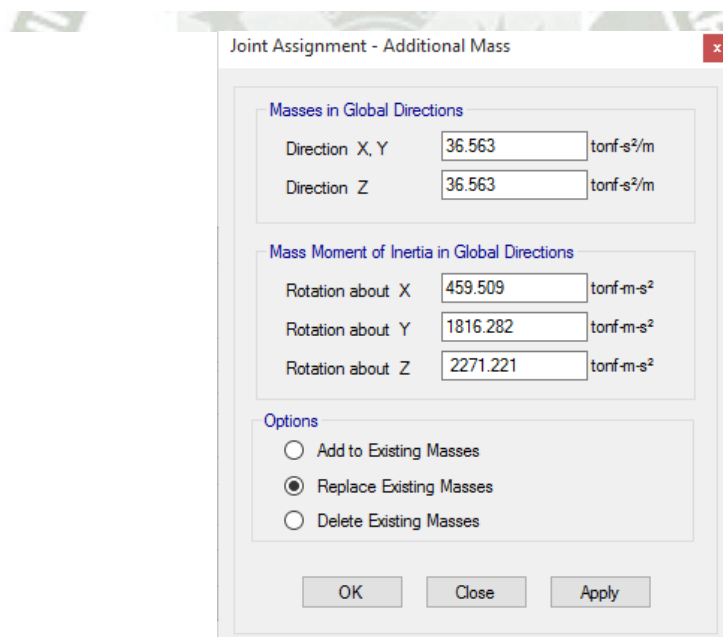 Joint Assignment - Additional Mass
x
Masses in Global Directions
Direction X, Y 36.563 tonf-s²/m
Direction Z 36.563 tonf-s²/m
Mass Moment of Inertia in Global Directions
Rotation about X 459.509 tonf-m-s²
Rotation about Y 1816.282 tonf-m-s²
Rotation about Z 2271.221 tonf-m-s²
Options
Add to Existing Masses
Replace Existing Masses
Delete Existing Masses
OK Close Apply